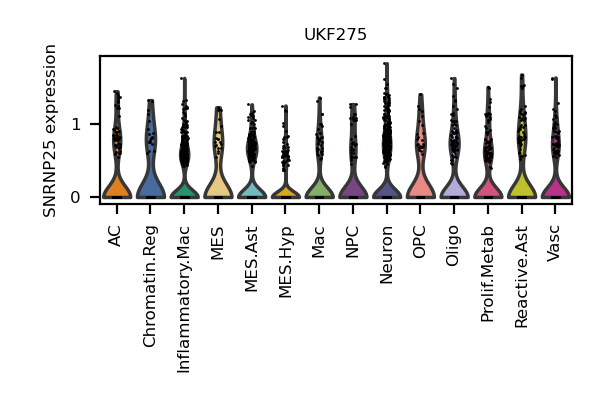 UKF275
SNRNP25 expression
1
0
AC
Chromatin.Reg
Inflammatory.Mac
MES
MES.Ast
MES.Hyp
Mac
NPC
Neuron
OPC
Oligo
Prolif.Metab
Reactive.Ast
Vasc